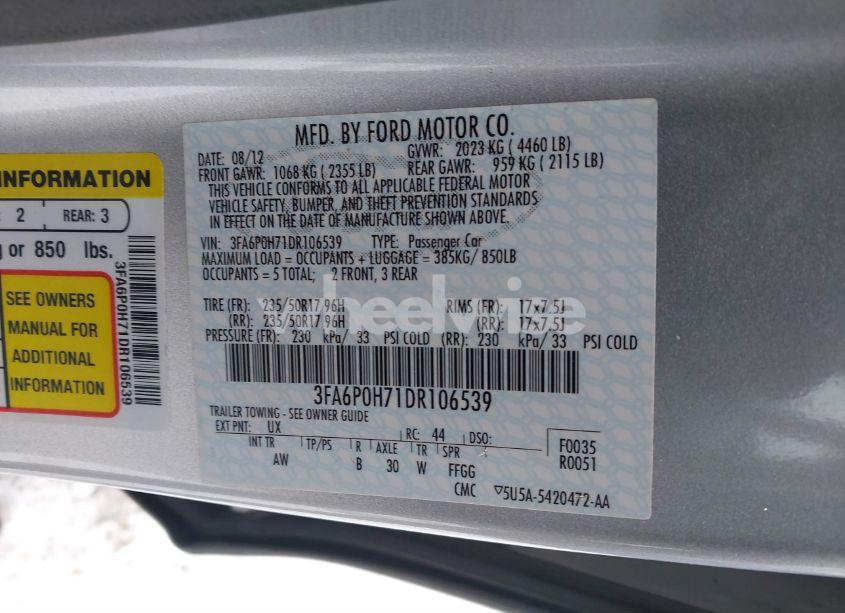 INFORMATION
: 2 REAR: 3
g or 850 lbs.
SEE OWNERS
MANUAL FOR
ADDITIONAL
INFORMATION
3FA6P0H71DR106539
MFD. BY FORD MOTOR CO.
DATE: 08/12 GVWR: 2023 KG ( 4460 LB)
FRONT GAWR: 1068 KG ( 2355 LB) REAR GAWR: 959 KG ( 2115 LB)
THIS VEHICLE CONFORMS TO ALL APPLICABLE FEDERAL MOTOR
VEHICLE SAFETY, BUMPER, AND THEFT PREVENTION STANDARDS
IN EFFECT ON THE DATE OF MANUFACTURE SHOWN ABOVE.
VIN: 3FA6P0H71DR106539 TYPE: Passenger Car
MAXIMUM LOAD = OCCUPANTS + LUGGAGE = 385KG/ 850LB
OCCUPANTS = 5 TOTAL; 2 FRONT, 3 REAR
wheelvire
TIRE (FR): 235/50R17 96H RIMS (FR): 17x7.5J
(RR): 235/50R17 96H (RR): 17x7.5J
PRESSURE (FR): 230 kPa/ 33 PSI COLD (RR): 230 kPa/ 33 PSI COLD
3FA6P0H71DR106539
TRAILER TOWING - SEE OWNER GUIDE
EXT PNT: UX RC: 44 DSO: F0035
INT TR TP/PS R AXLE TR SPR R0051
AW B 30 W FFGG
CMC 5U5A-5420472-AA